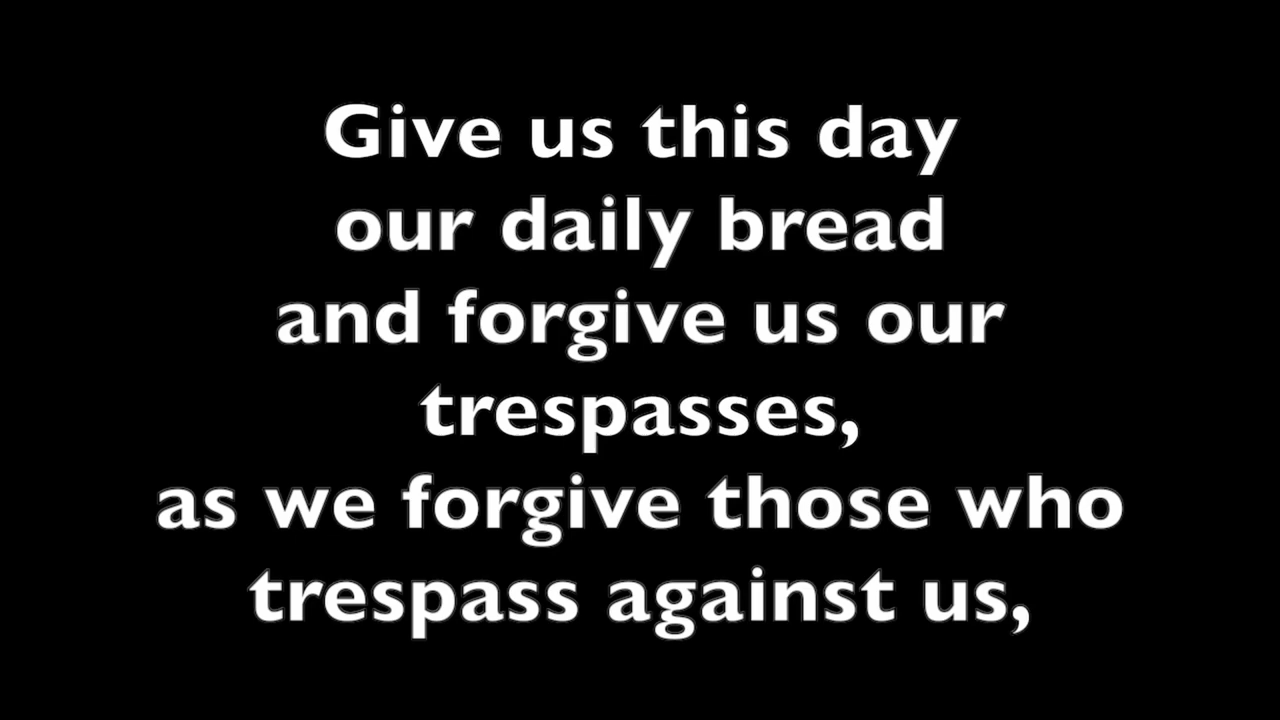 Give us this day
our daily bread
and forgive us our
trespasses,
as we forgive those who
trespass against us,